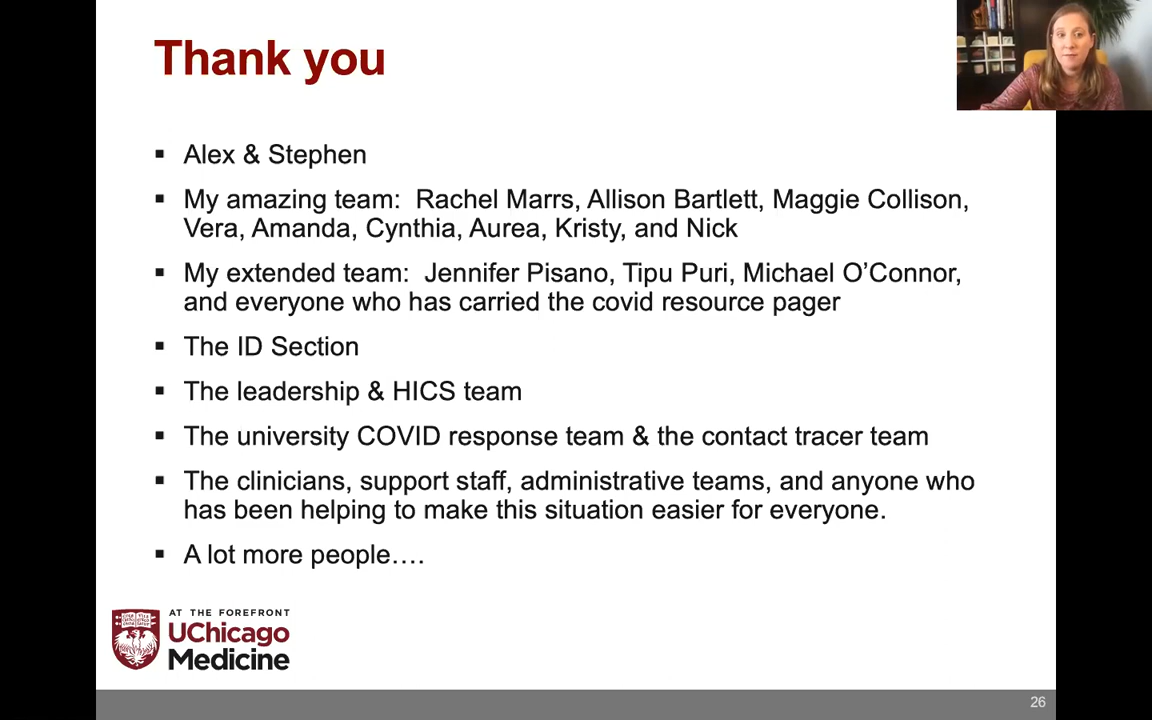 Thank you
▪ Alex & Stephen
▪ My amazing team:  Rachel Marrs, Allison Bartlett, Maggie Collison,
Vera, Amanda, Cynthia, Aurea, Kristy, and Nick
▪ My extended team:  Jennifer Pisano, Tipu Puri, Michael O’Connor,
and everyone who has carried the covid resource pager
▪ The ID Section
▪ The leadership & HICS team
▪ The university COVID response team & the contact tracer team
▪ The clinicians, support staff, administrative teams, and anyone who
has been helping to make this situation easier for everyone.
▪ A lot more people….
AT THE FOREFRONT
UChicago
Medicine
26